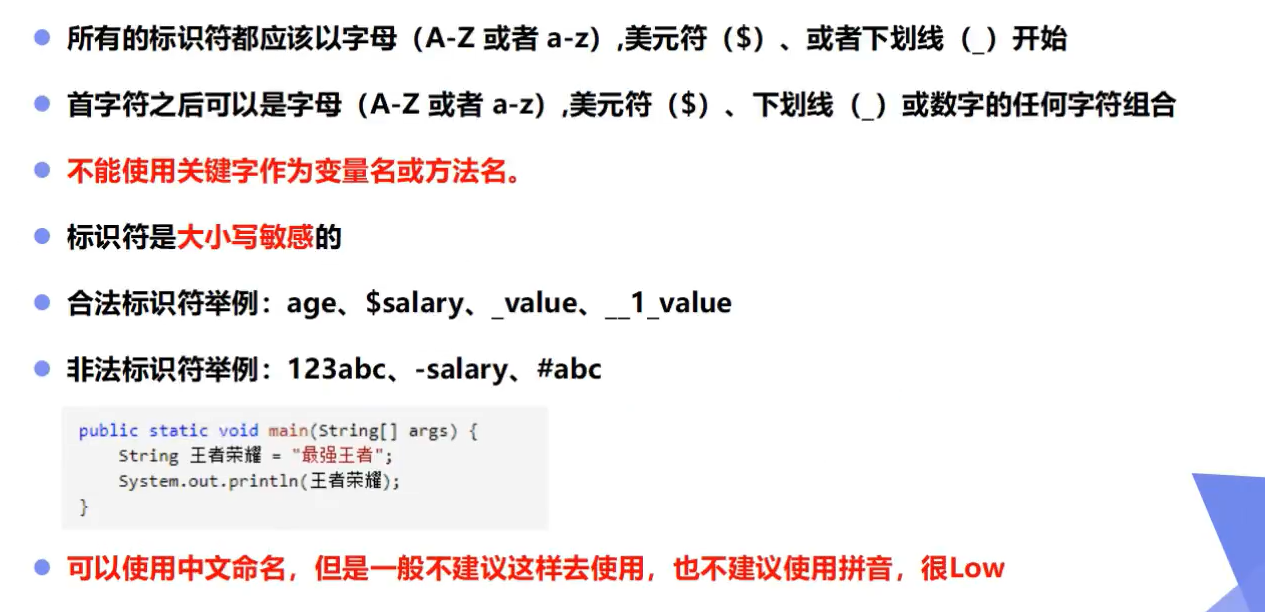 所有的标识符都应该以字母（A-Z 或者 a-z）,美元符（$）、或者下划线（_）开始
首字符之后可以是字母（A-Z 或者 a-z）,美元符（$）、下划线（_）或数字的任何字符组合
不能使用关键字作为变量名或方法名。
标识符是大小写敏感的
合法标识符举例：age、$salary、_value、__1_value
非法标识符举例：123abc、-salary、#abc
public static void main(String[] args) {
    String 王者荣耀 = "最强王者";
    System.out.println(王者荣耀);
}
可以使用中文命名，但是一般不建议这样去使用，也不建议使用拼音，很Low